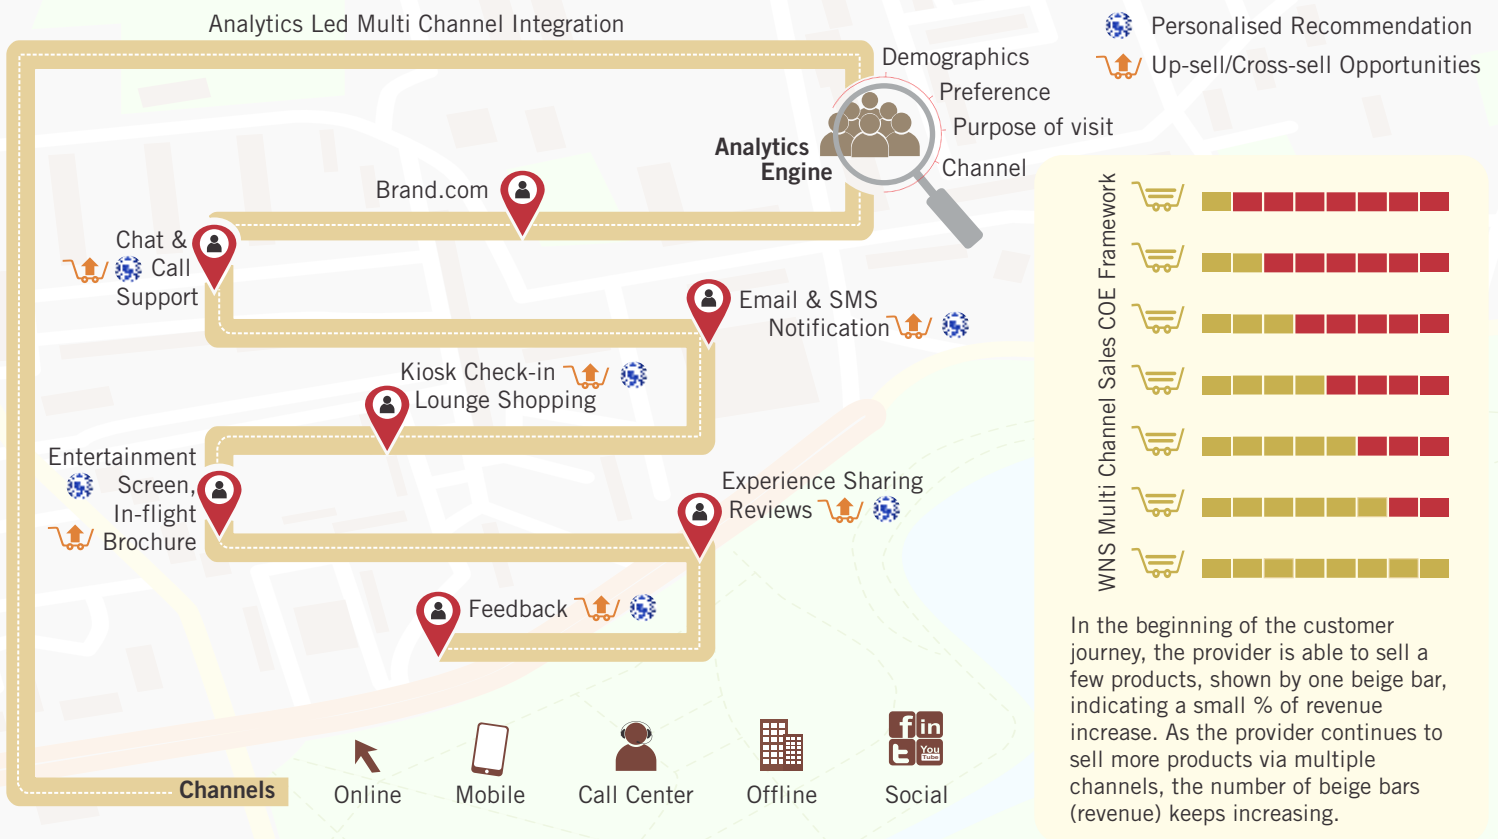 Analytics Led Multi Channel Integration
Personalised Recommendation
Up-sell/Cross-sell Opportunities
Demographics
Preference
Purpose of visit
Channel
Analytics
Engine
Brand.com
Chat &
Call
Support
Email & SMS
Notification
Kiosk Check-in
Lounge Shopping
Entertainment
Screen,
In-flight
Brochure
Experience Sharing
Reviews
Feedback
Channels
Online
Mobile
Call Center
Offline
f in
t You
Tube
Social
WNS Multi Channel Sales COE Framework
In the beginning of the customer
journey, the provider is able to sell a
few products, shown by one beige bar,
indicating a small % of revenue
increase. As the provider continues to
sell more products via multiple
channels, the number of beige bars
(revenue) keeps increasing.